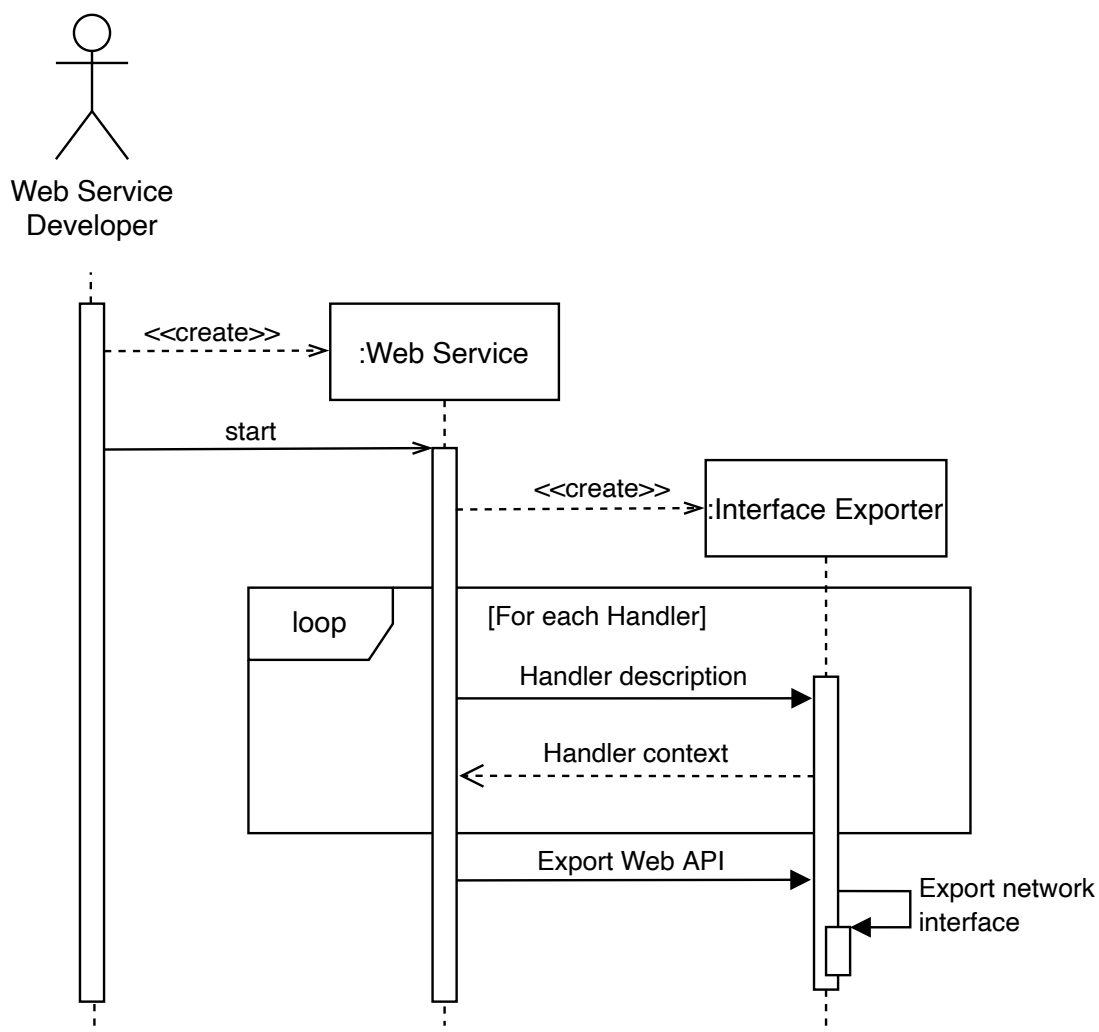 Web Service
Developer
<<create>>
:Web Service
start
<<create>>
:Interface Exporter
loop
[For each Handler]
Handler description
Handler context
Export Web API
Export network
interface